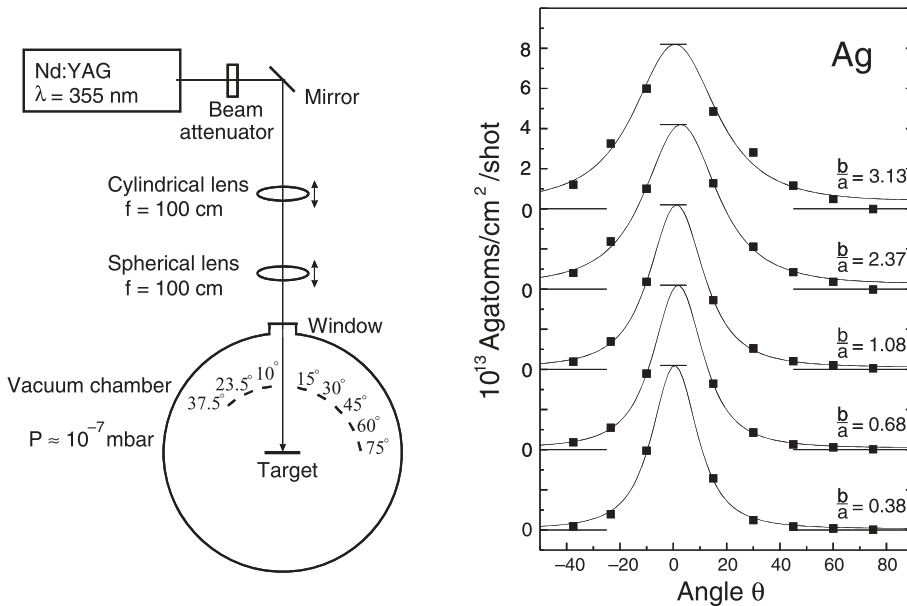 Nd:YAG
λ = 355 nm
Mirror
Beam
attenuator
Cylindrical lens
f = 100 cm
Spherical lens
f = 100 cm
Window
Vacuum chamber
P ≈ 10⁻⁷ mbar
37.5°
23.5°
10°
15°
30°
45°
60°
75°
Target
Ag
10¹³ Agatoms/cm² /shot
8
6
4
2
0
0
0
0
0
b/a = 3.13
b/a = 2.37
b/a = 1.08
b/a = 0.68
b/a = 0.38
−40 −20 0 20 40 60 80
Angle θ